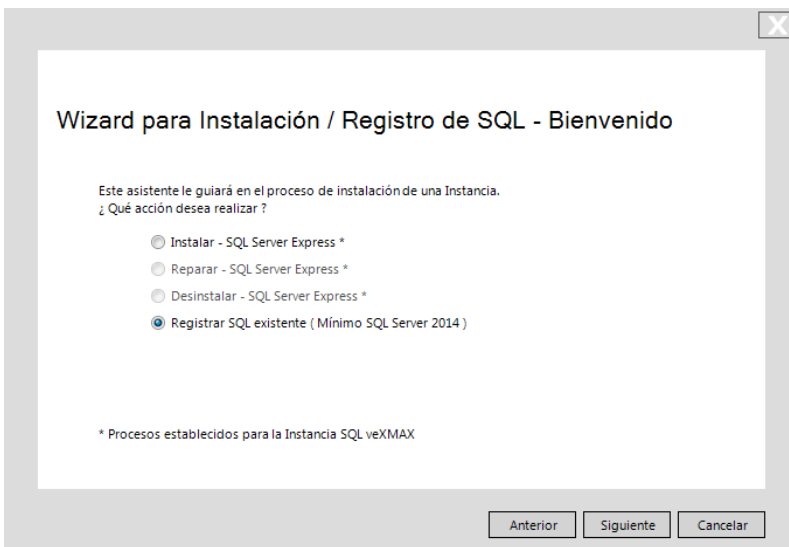 X
Wizard para Instalación / Registro de SQL - Bienvenido
Este asistente le guiará en el proceso de instalación de una Instancia.
¿ Qué acción desea realizar ?
Instalar - SQL Server Express *
Reparar - SQL Server Express *
Desinstalar - SQL Server Express *
Registrar SQL existente ( Mínimo SQL Server 2014 )
* Procesos establecidos para la Instancia SQL veXMAX
Anterior Siguiente Cancelar